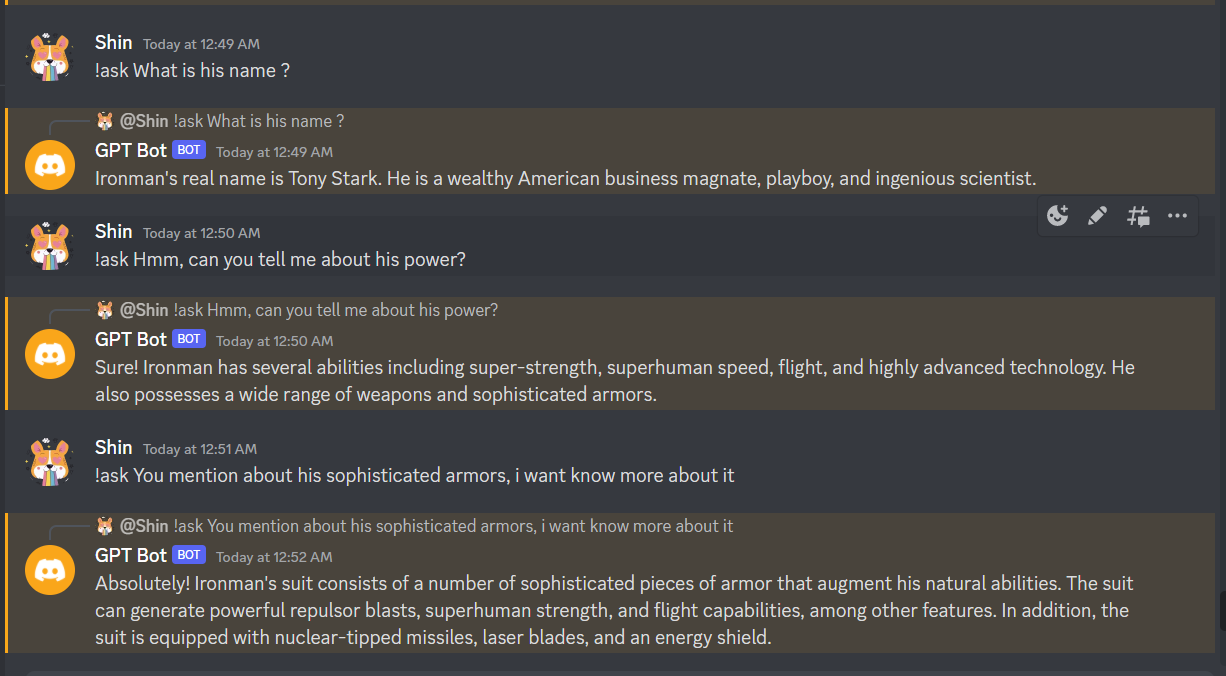 Shin Today at 12:49 AM
!ask What is his name ?
@Shin !ask What is his name ?
GPT Bot BOT Today at 12:49 AM
Ironman's real name is Tony Stark. He is a wealthy American business magnate, playboy, and ingenious scientist.
Shin Today at 12:50 AM
!ask Hmm, can you tell me about his power?
@Shin !ask Hmm, can you tell me about his power?
GPT Bot BOT Today at 12:50 AM
Sure! Ironman has several abilities including super-strength, superhuman speed, flight, and highly advanced technology. He
also possesses a wide range of weapons and sophisticated armors.
Shin Today at 12:51 AM
!ask You mention about his sophisticated armors, i want know more about it
@Shin !ask You mention about his sophisticated armors, i want know more about it
GPT Bot BOT Today at 12:52 AM
Absolutely! Ironman's suit consists of a number of sophisticated pieces of armor that augment his natural abilities. The suit
can generate powerful repulsor blasts, superhuman strength, and flight capabilities, among other features. In addition, the
suit is equipped with nuclear-tipped missiles, laser blades, and an energy shield.